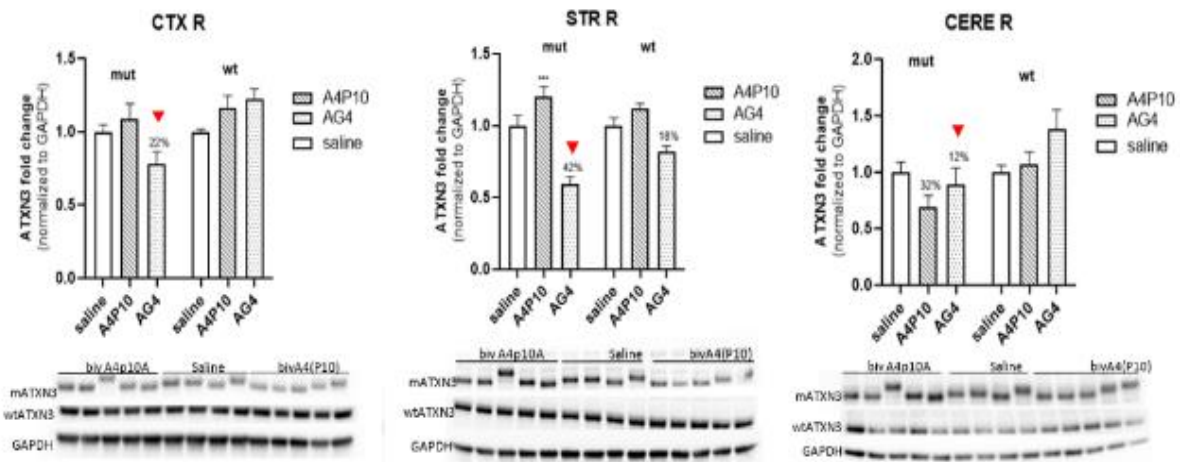 CTX R
ATXN3 fold change
(normalized to GAPDH)
1.5
1.0
0.5
0.0
mut
wt
22%
saline
A4P10
AG4
saline
A4P10
AG4
A4P10
AG4
saline
biv A4p10A
Saline
bivA4(P10)
mATXN3
wtATXN3
GAPDH
STR R
ATXN3 fold change
(normalized to GAPDH)
1.5
1.0
0.5
0.0
mut
wt
***
42%
18%
saline
A4P10
AG4
saline
A4P10
AG4
A4P10
AG4
saline
biv A4p10A
Saline
bivA4(P10)
mATXN3
wtATXN3
GAPDH
CERE R
ATXN3 fold change
(normalized to GAPDH)
2.0
1.5
1.0
0.5
0.0
mut
wt
32%
12%
saline
A4P10
AG4
saline
A4P10
AG4
A4P10
AG4
saline
biv A4P10A
Saline
bivA4(P10)
mATXN3
wtATXN3
GAPDH